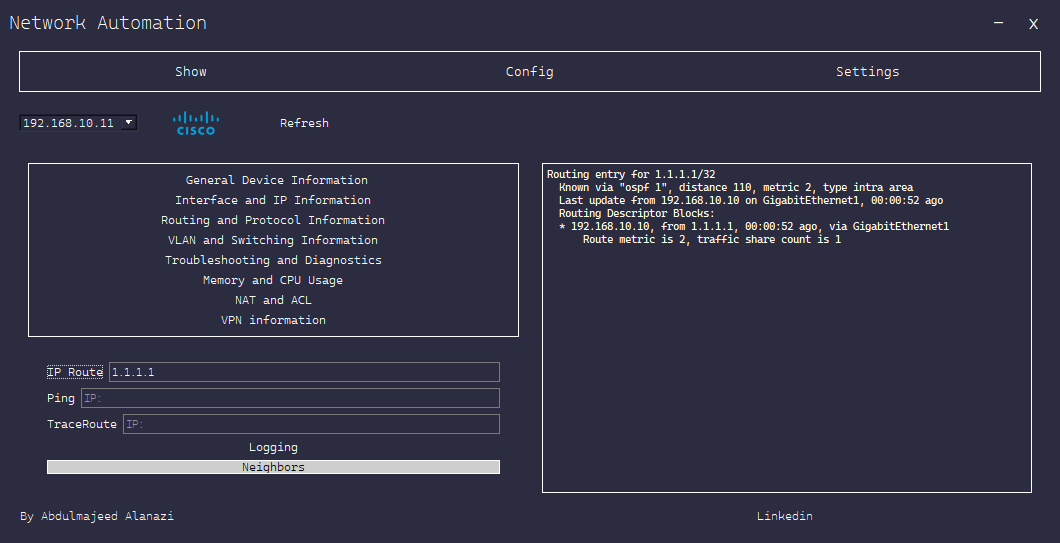 Network Automation
– x
Show Config Settings
192.168.10.11
CISCO
Refresh
General Device Information
Interface and IP Information
Routing and Protocol Information
VLAN and Switching Information
Troubleshooting and Diagnostics
Memory and CPU Usage
NAT and ACL
VPN information
IP Route 1.1.1.1
Ping IP:
TraceRoute IP:
Logging
Neighbors
Routing entry for 1.1.1.1/32
Known via "ospf 1", distance 110, metric 2, type intra area
Last update from 192.168.10.10 on GigabitEthernet1, 00:00:52 ago
Routing Descriptor Blocks:
* 192.168.10.10, from 1.1.1.1, 00:00:52 ago, via GigabitEthernet1
Route metric is 2, traffic share count is 1
By Abdulmajeed Alanazi
Linkedin